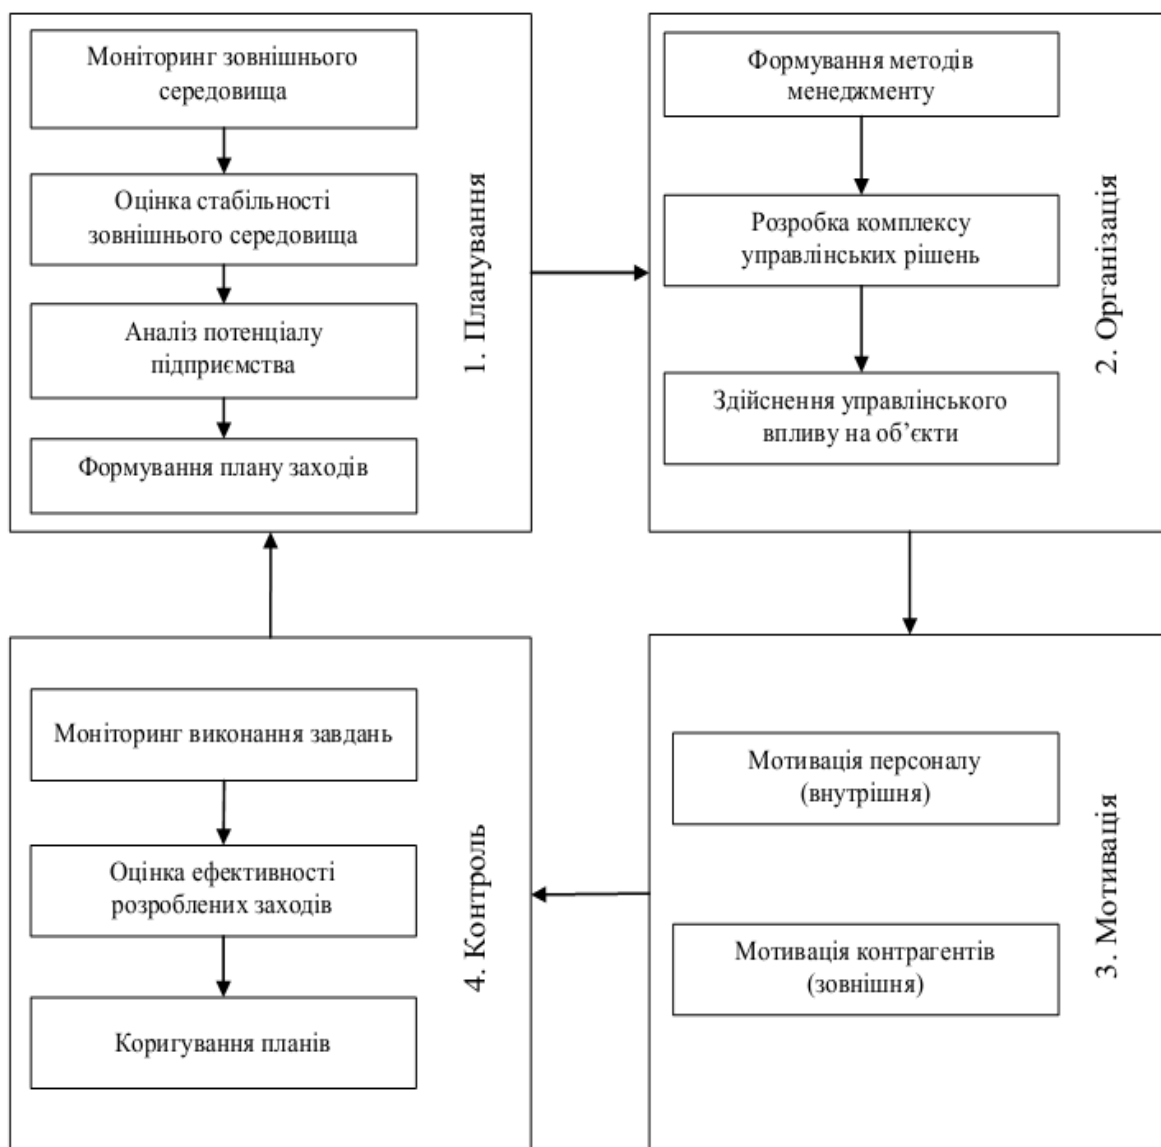 Моніторинг зовнішнього
середовища
Оцінка стабільності
зовнішнього середовища
Аналіз потенціалу
підприємства
Формування плану заходів
1. Планування
Формування методів
менеджменту
Розробка комплексу
управлінських рішень
Здійснення управлінського
впливу на об’єкти
2. Організація
Мотивація персоналу
(внутрішня)
Мотивація контрагентів
(зовнішня)
3. Мотивація
Моніторинг виконання завдань
Оцінка ефективності
розроблених заходів
Коригування планів
4. Контроль